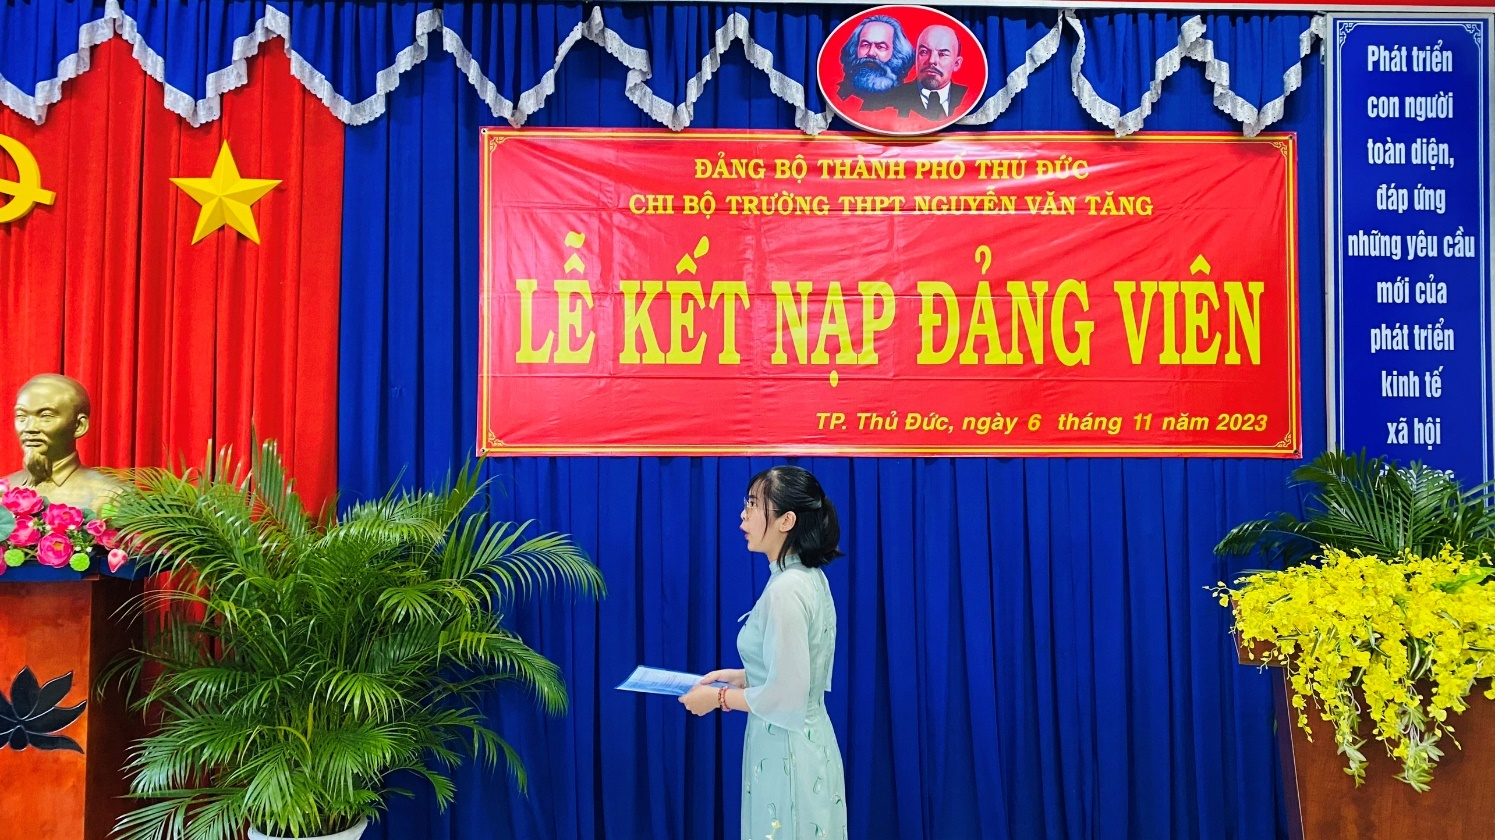 ĐẢNG BỘ THÀNH PHỐ THỦ ĐỨC
CHI BỘ TRƯỜNG THPT NGUYỄN VĂN TĂNG
LỄ KẾT NẠP ĐẢNG VIÊN
TP. Thủ Đức, ngày 6 tháng 11 năm 2023
Phát triển
con người
toàn diện,
đáp ứng
những yêu cầu
mới của
phát triển
kinh tế
xã hội